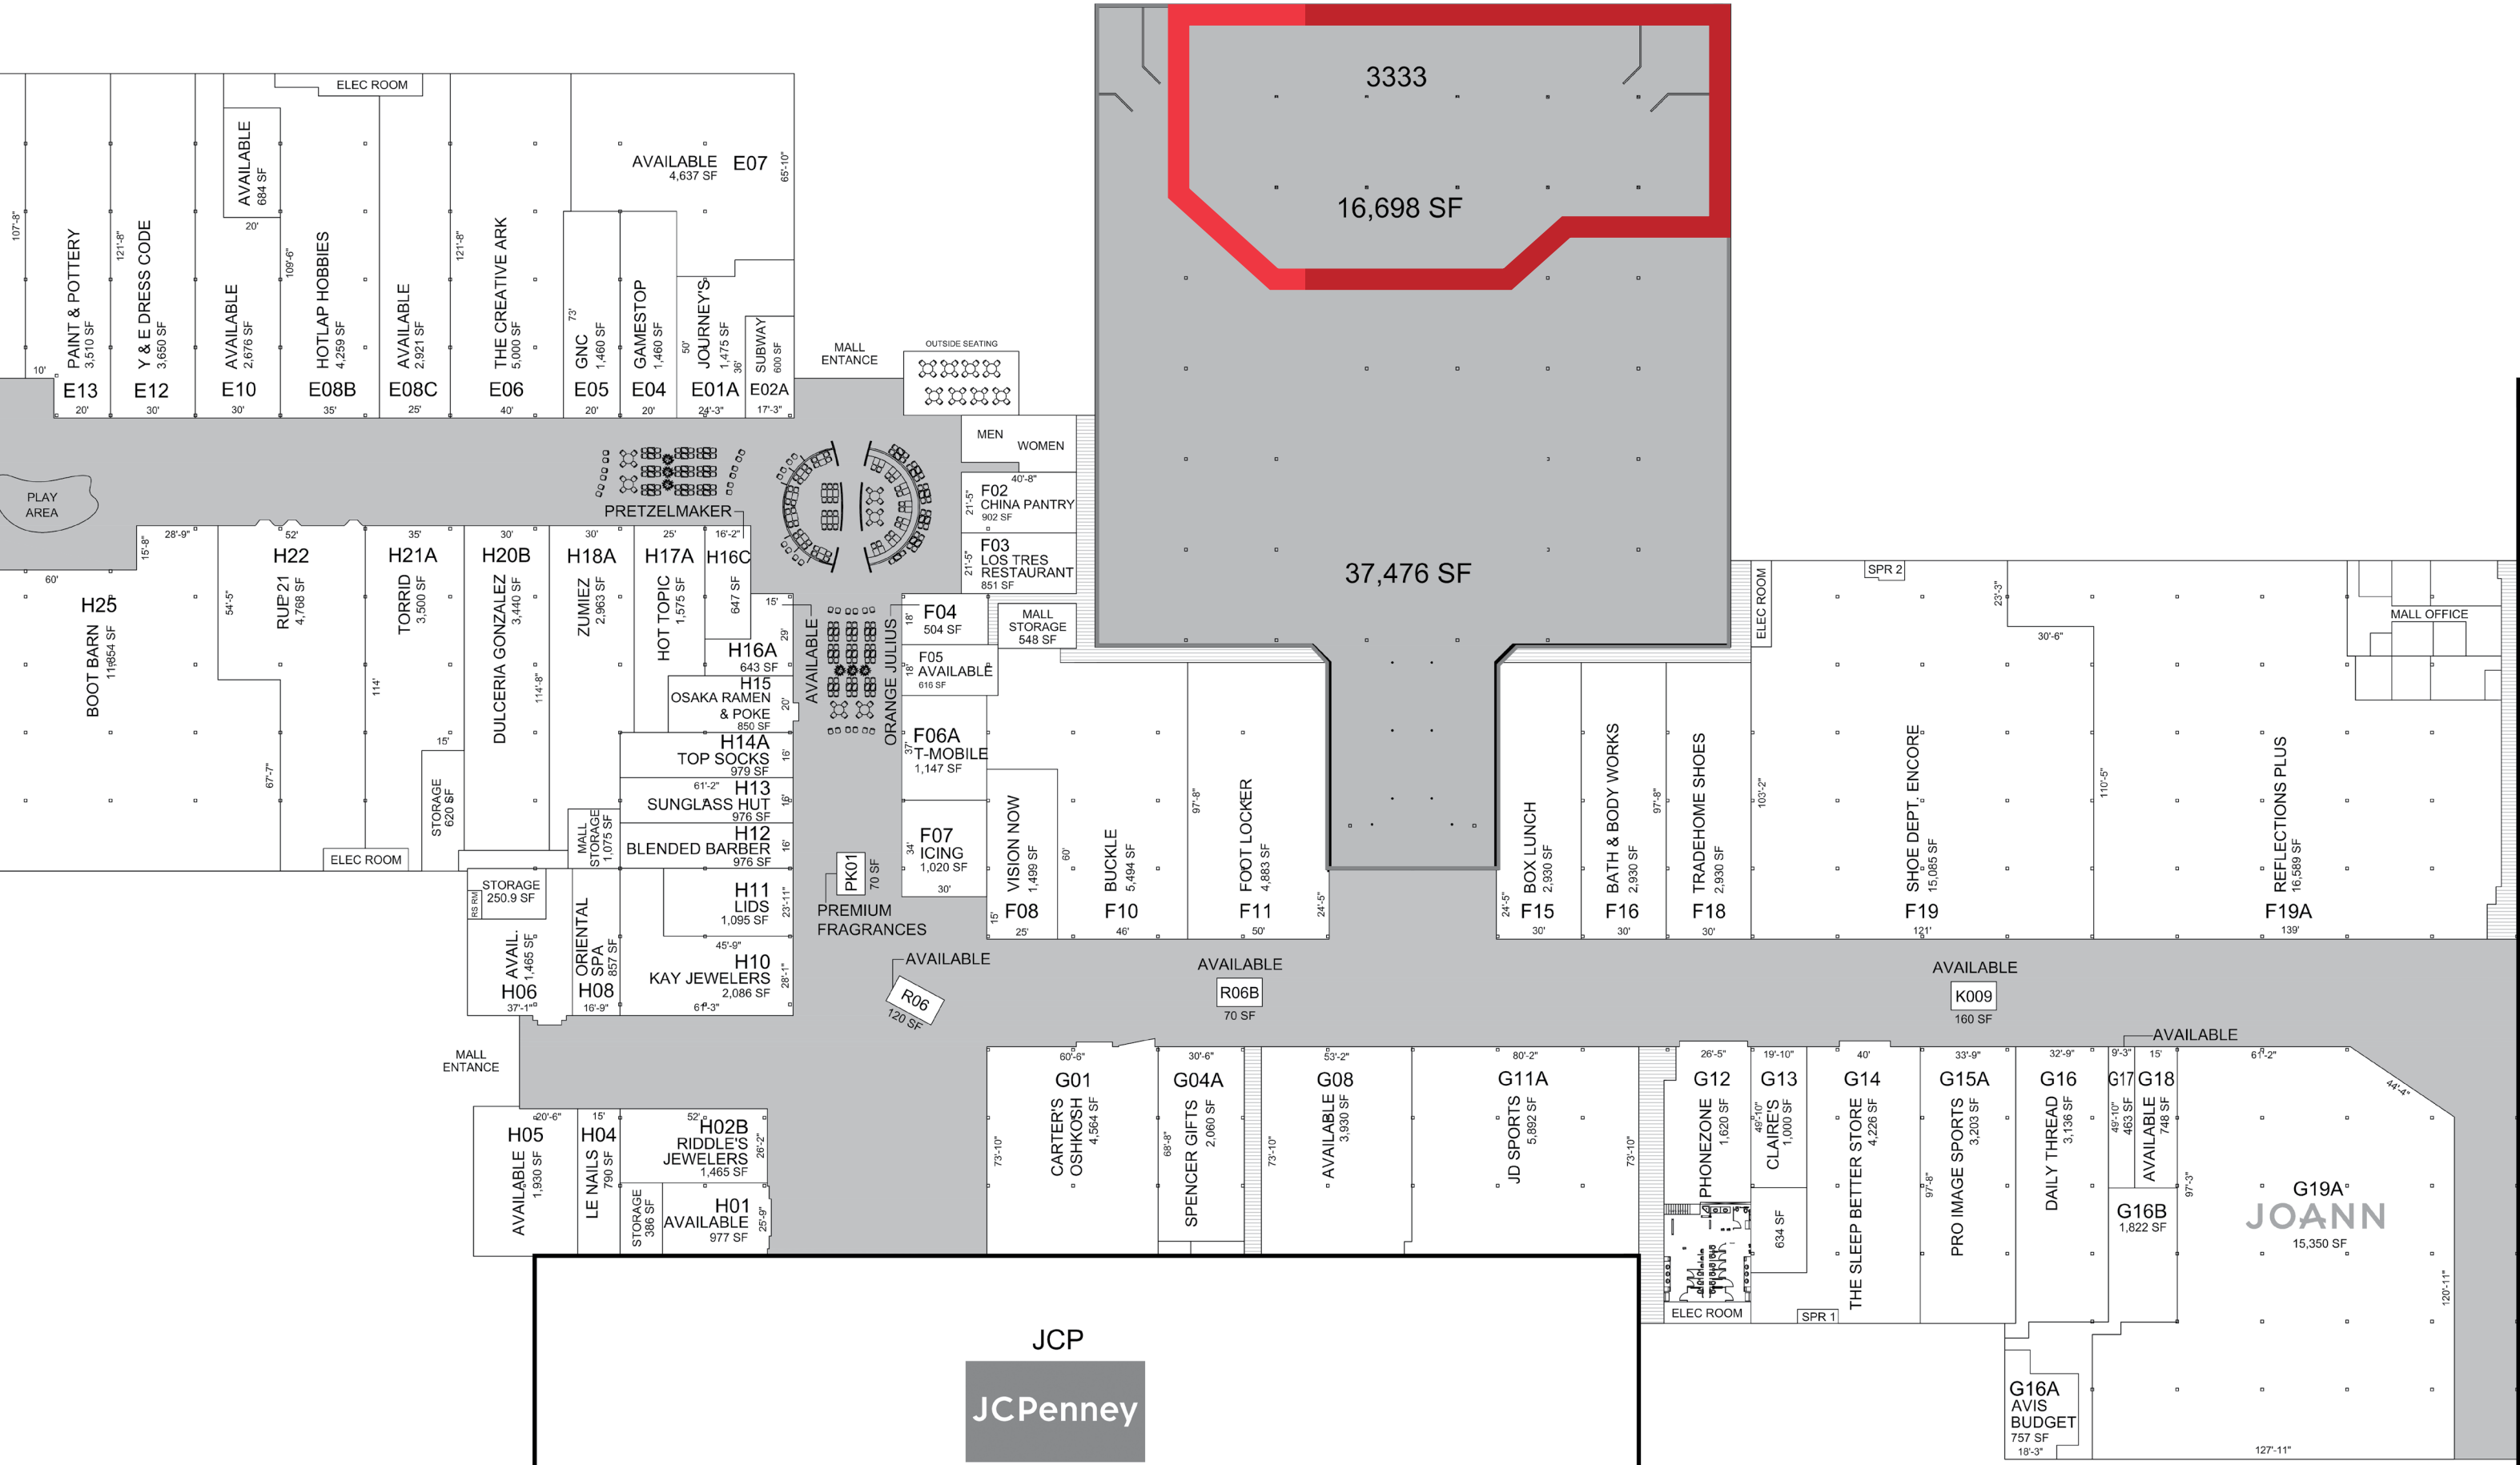 3333
16,698 SF
37,476 SF
ELEC ROOM
107'-8"
10'
PAINT & POTTERY
3,510 SF
E13
20'
121'-8"
Y & E DRESS CODE
3,650 SF
E12
30'
AVAILABLE
684 SF
20'
AVAILABLE
2,676 SF
E10
30'
109'-6"
HOTLAP HOBBIES
4,259 SF
E08B
35'
AVAILABLE
2,921 SF
E08C
25'
121'-8"
THE CREATIVE ARK
5,000 SF
E06
40'
73'
GNC
1,460 SF
E05
20'
GAMESTOP
1,460 SF
E04
20'
AVAILABLE E07
4,637 SF
65'-10"
50'
JOURNEY'S
1,475 SF
36'
E01A
24'-3"
SUBWAY
600 SF
E02A
17'-3"
MALL
ENTANCE
OUTSIDE SEATING
MEN
WOMEN
40'-8"
21'-5"
F02
CHINA PANTRY
902 SF
21'-5"
F03
LOS TRES
RESTAURANT
851 SF
PLAY
AREA
PRETZELMAKER
15'-8"
28'-9"
60'
H25
BOOT BARN
11,854 SF
52'
H22
RUE 21
4,768 SF
54'-5"
67'-7"
ELEC ROOM
35'
H21A
TORRID
3,500 SF
114'
15'
STORAGE
620 SF
30'
H20B
DULCERIA GONZALEZ
3,440 SF
114'-8"
30'
H18A
ZUMIEZ
2,963 SF
25'
H17A
HOT TOPIC
1,575 SF
16'-2"
H16C
647 SF
15'
29'
H16A
643 SF
AVAILABLE
H15
OSAKA RAMEN
& POKE
850 SF
20'
H14A
TOP SOCKS
979 SF
16'
61'-2"
H13
SUNGLASS HUT
976 SF
16'
H12
BLENDED BARBER
976 SF
16'
MALL
STORAGE
1,075 SF
H11
LIDS
1,095 SF
23'-11"
45'-9"
H10
KAY JEWELERS
2,086 SF
28'-1"
61'-3"
STORAGE
250.9 SF
RS RM
AVAIL.
1,465 SF
H06
37'-1"
ORIENTAL
SPA
857 SF
H08
16'-9"
ORANGE JULIUS
18'
F04
504 SF
MALL
STORAGE
548 SF
18'
F05
AVAILABLE
616 SF
37'
F06A
T-MOBILE
1,147 SF
34'
F07
ICING
1,020 SF
30'
PK01
70 SF
PREMIUM
FRAGRANCES
VISION NOW
1,499 SF
15'
F08
25'
60'
BUCKLE
5,494 SF
F10
46'
97'-8"
FOOT LOCKER
4,883 SF
F11
50'
24'-5"
24'-5"
BOX LUNCH
2,930 SF
F15
30'
BATH & BODY WORKS
2,930 SF
F16
30'
97'-8"
TRADEHOME SHOES
2,930 SF
F18
30'
ELEC ROOM
103'-2"
SPR 2
SHOE DEPT. ENCORE
15,085 SF
F19
121'
23'-3"
30'-6"
110'-5"
REFLECTIONS PLUS
16,589 SF
F19A
139'
MALL OFFICE
AVAILABLE
R06
120 SF
AVAILABLE
R06B
70 SF
AVAILABLE
K009
160 SF
MALL
ENTANCE
20'-6"
H05
AVAILABLE
1,930 SF
15'
H04
LE NAILS
790 SF
52'
H02B
RIDDLE'S
JEWELERS
1,465 SF
26'-2"
STORAGE
386 SF
H01
AVAILABLE
977 SF
25'-9"
60'-6"
G01
CARTER'S
OSHKOSH
4,564 SF
73'-10"
30'-6"
G04A
SPENCER GIFTS
2,060 SF
68'-8"
53'-2"
G08
AVAILABLE
3,930 SF
73'-10"
80'-2"
G11A
JD SPORTS
5,892 SF
73'-10"
26'-5"
G12
PHONEZONE
1,620 SF
ELEC ROOM
19'-10"
G13
CLAIRE'S
1,000 SF
49'-10"
634 SF
SPR 1
40'
G14
THE SLEEP BETTER STORE
4,226 SF
33'-9"
G15A
PRO IMAGE SPORTS
3,203 SF
97'-8"
32'-9"
G16
DAILY THREAD
3,136 SF
AVAILABLE
9'-3"
G17
463 SF
49'-10"
15'
G18
AVAILABLE
748 SF
G16B
1,822 SF
97'-3"
61'-2"
44'-4"
G19A
JOANN
15,350 SF
120'-11"
127'-11"
G16A
AVIS
BUDGET
757 SF
18'-3"
JCP
JCPenney